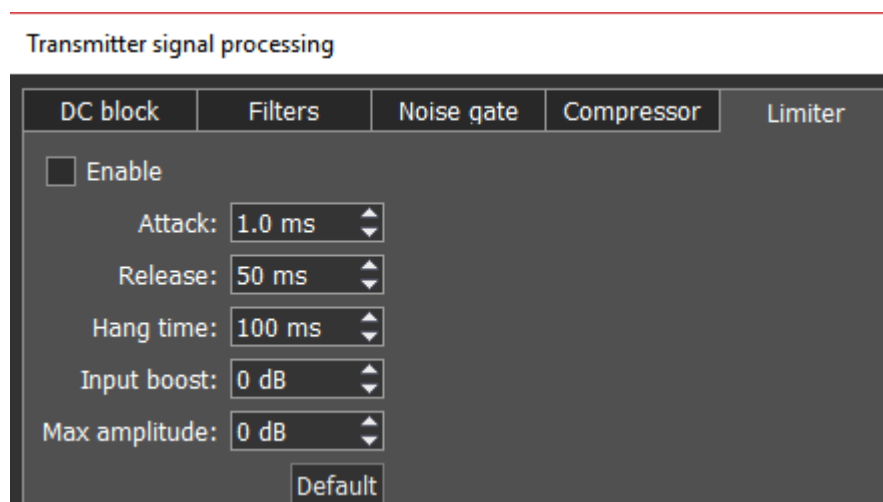 Transmitter signal processing
DC block Filters Noise gate Compressor Limiter
Enable
Attack: 1.0 ms
Release: 50 ms
Hang time: 100 ms
Input boost: 0 dB
Max amplitude: 0 dB
Default